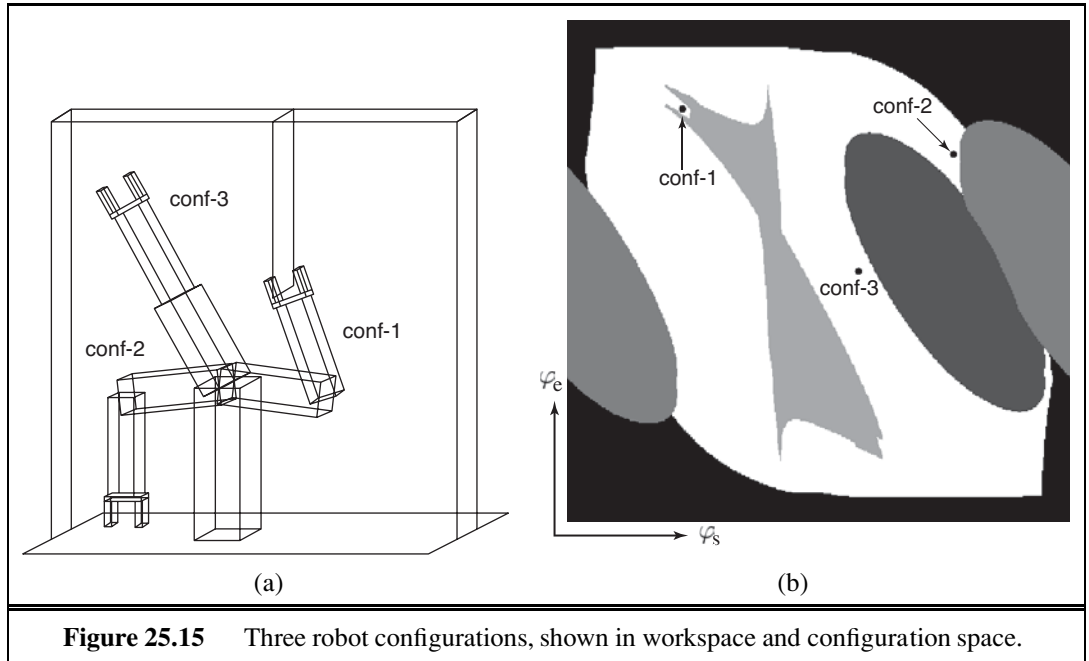 conf-3
conf-2
conf-1
(a)
conf-2
conf-1
conf-3
φe
φs
(b)
Figure 25.15 Three robot configurations, shown in workspace and configuration space.